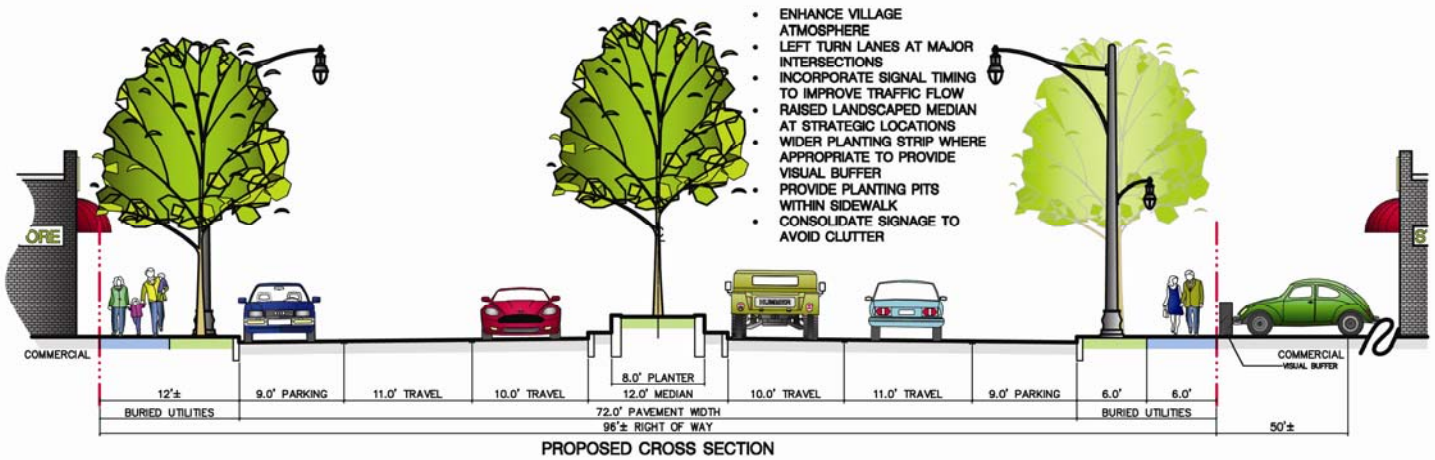 • ENHANCE VILLAGE
ATMOSPHERE
• LEFT TURN LANES AT MAJOR
INTERSECTIONS
• INCORPORATE SIGNAL TIMING
TO IMPROVE TRAFFIC FLOW
• RAISED LANDSCAPED MEDIAN
AT STRATEGIC LOCATIONS
• WIDER PLANTING STRIP WHERE
APPROPRIATE TO PROVIDE
VISUAL BUFFER
• PROVIDE PLANTING PITS
WITHIN SIDEWALK
• CONSOLIDATE SIGNAGE TO
AVOID CLUTTER
ORE
COMMERCIAL
COMMERCIAL
VISUAL BUFFER
8.0' PLANTER
12'±
9.0' PARKING
11.0' TRAVEL
10.0' TRAVEL
12.0' MEDIAN
10.0' TRAVEL
11.0' TRAVEL
9.0' PARKING
6.0'
6.0'
BURIED UTILITIES
72.0' PAVEMENT WIDTH
BURIED UTILITIES
96'± RIGHT OF WAY
50'±
PROPOSED CROSS SECTION